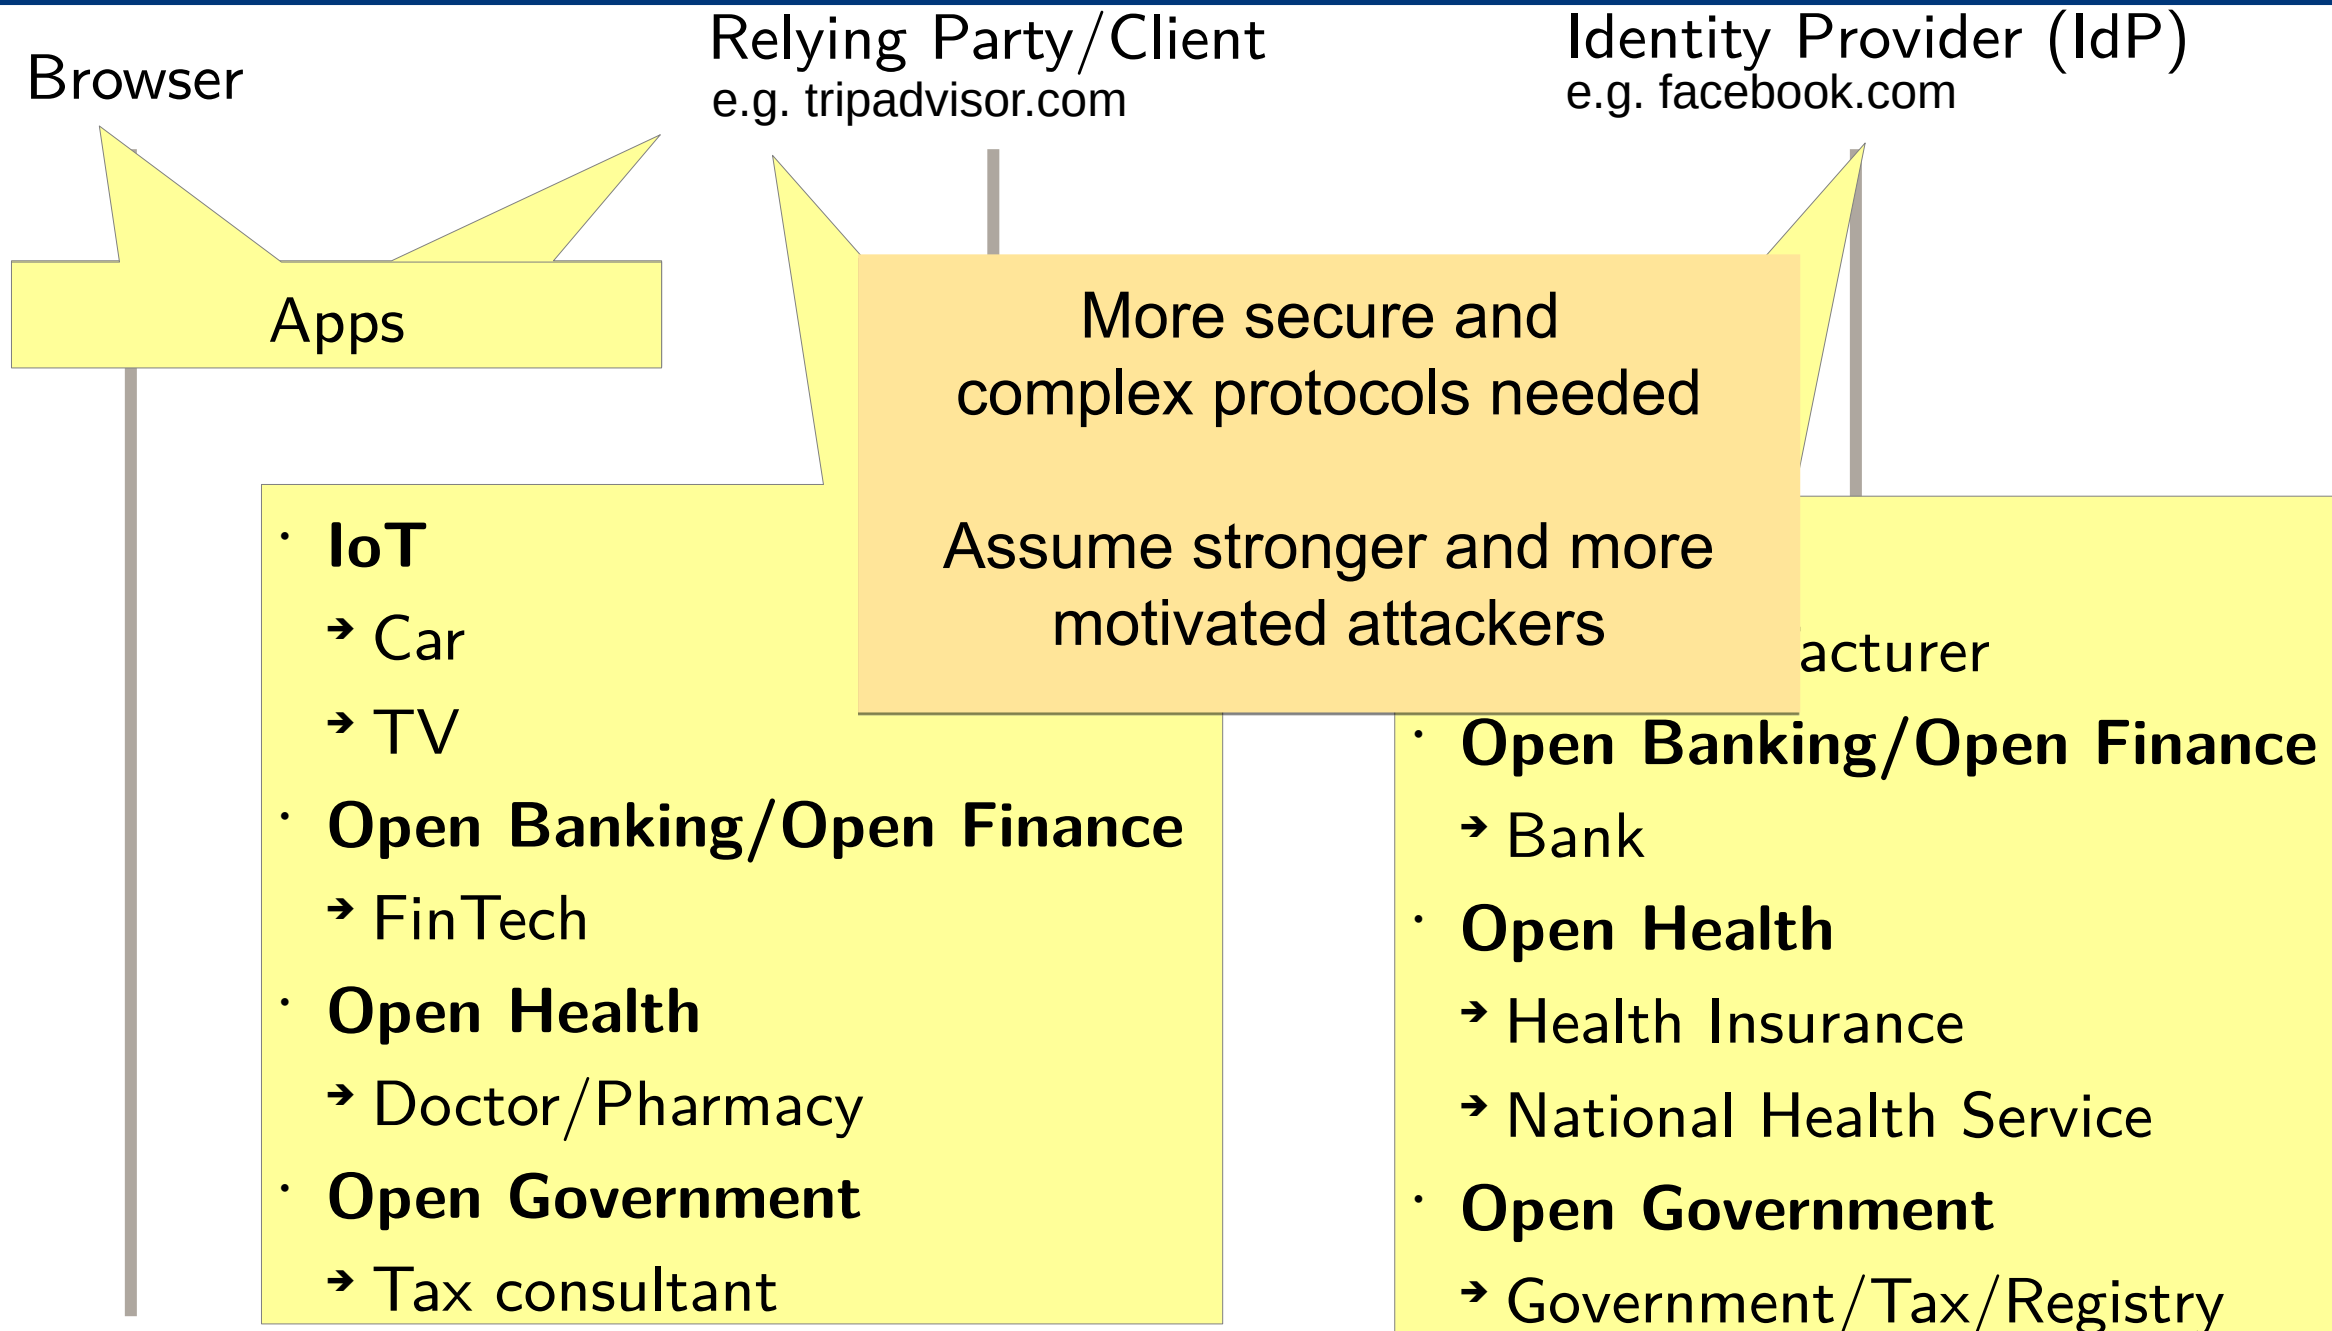 Browser
Relying Party/Client
e.g. tripadvisor.com
Identity Provider (IdP)
e.g. facebook.com
Apps
More secure and
complex protocols needed
Assume stronger and more
motivated attackers
· IoT
➔ Car
➔ TV
· Open Banking/Open Finance
➔ FinTech
· Open Health
➔ Doctor/Pharmacy
· Open Government
➔ Tax consultant
acturer
· Open Banking/Open Finance
➔ Bank
· Open Health
➔ Health Insurance
➔ National Health Service
· Open Government
➔ Government/Tax/Registry